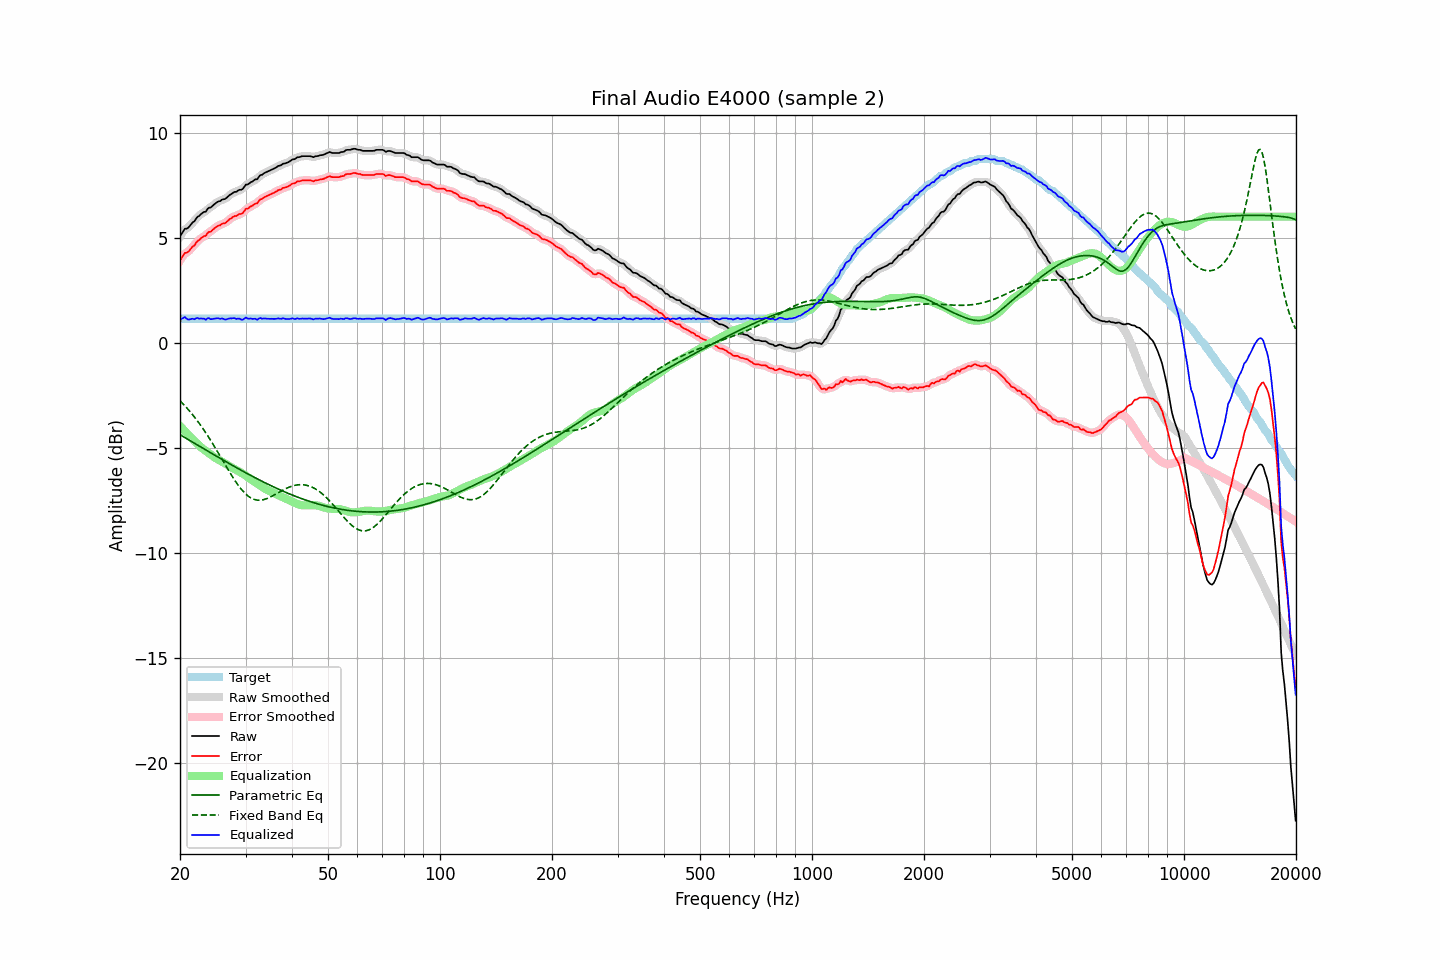 Final Audio E4000 (sample 2)
10
5
0
−5
−10
−15
−20
Amplitude (dBr)
Target
Raw Smoothed
Error Smoothed
Raw
Error
Equalization
Parametric Eq
Fixed Band Eq
Equalized
20 50 100 200 500 1000 2000 5000 10000 20000
Frequency (Hz)